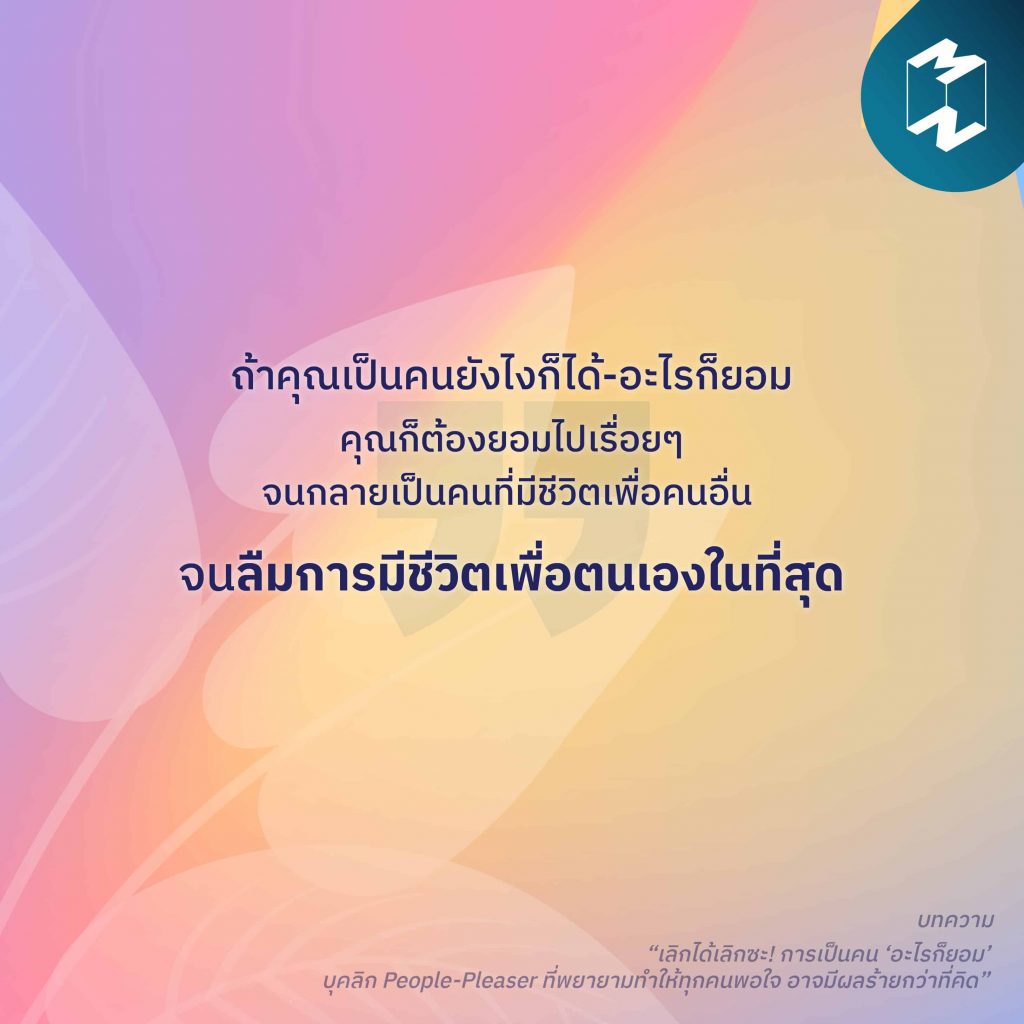 ถ้าคุณเป็นคนยังไงก็ได้-อะไรก็ยอม
คุณก็ต้องยอมไปเรื่อยๆ
จนกลายเป็นคนที่มีชีวิตเพื่อคนอื่น
จนลืมการมีชีวิตเพื่อตนเองในที่สุด
บทความ
“เลิกได้เลิกซะ! การเป็นคน ‘อะไรก็ยอม’
บุคลิก People-Pleaser ที่พยายามทำให้ทุกคนพอใจ อาจมีผลร้ายกว่าที่คิด”